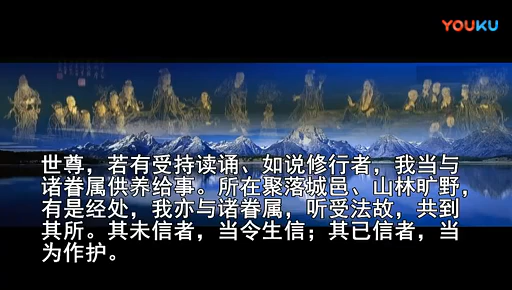 YOUKU
世尊，若有受持读诵、如说修行者，我当与
诸眷属供养给事。所在聚落城邑、山林旷野，
有是经处，我亦与诸眷属，听受法故，共到
其所。其未信者，当令生信；其已信者，当
为作护。